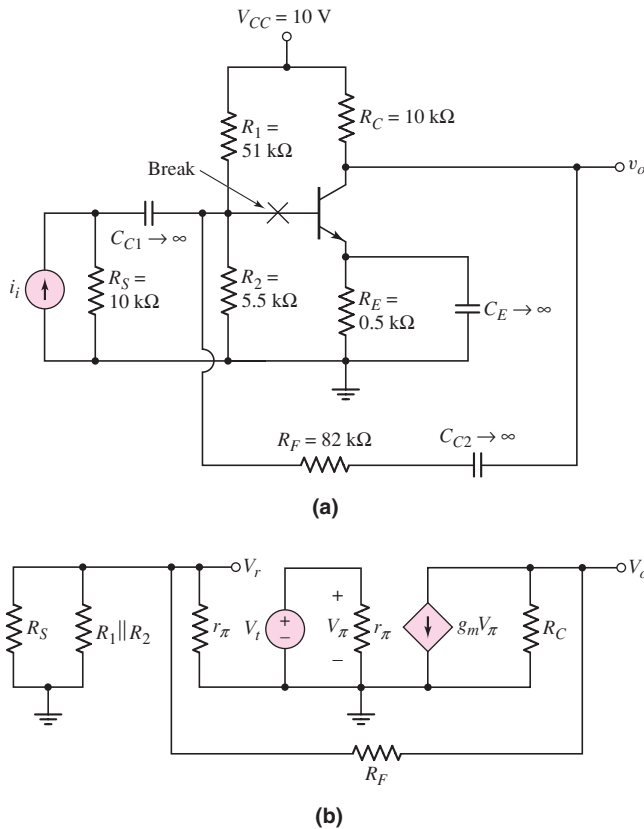 V_CC = 10 V
R_1 =
51 kΩ
R_C = 10 kΩ
Break
v_o
C_C1 → ∞
i_i
R_S =
10 kΩ
R_2 =
5.5 kΩ
R_E =
0.5 kΩ
C_E → ∞
R_F = 82 kΩ
C_C2 → ∞
(a)
V_r
V_o
R_S
R_1||R_2
r_π
V_t
+
−
+
V_π
−
r_π
g_mV_π
R_C
R_F
(b)